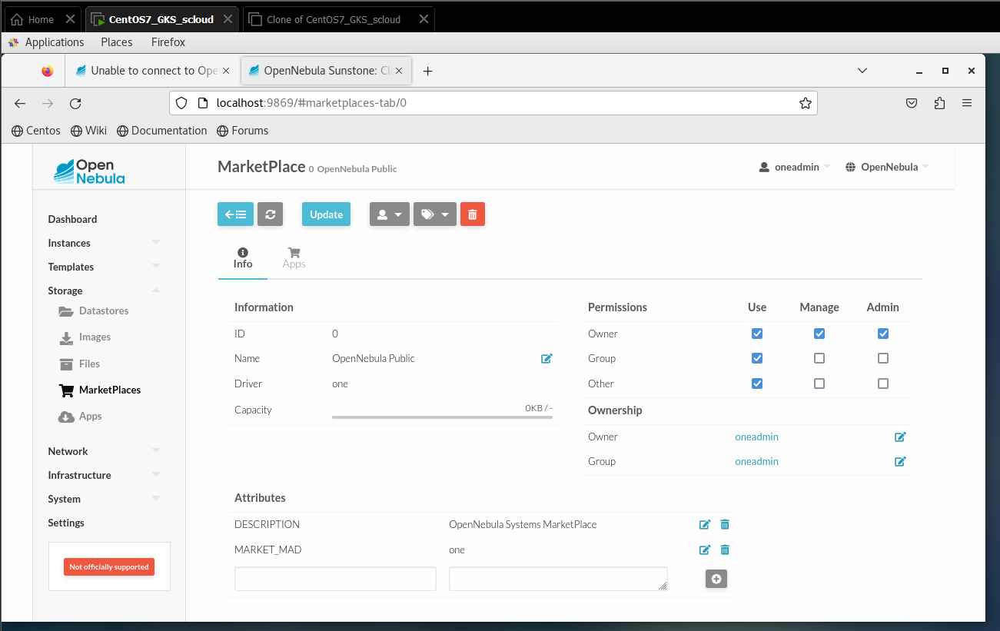 Home CentOS7_GKS_scloud Clone of CentOS7_GKS_scloud
Applications Places Firefox
Unable to connect to Ope OpenNebula Sunstone: Clo
localhost:9869/#marketplaces-tab/0
Centos Wiki Documentation Forums
Open
Nebula
MarketPlace 0 OpenNebula Public
oneadmin OpenNebula
Update
Dashboard
Instances
Templates
Storage
Datastores
Images
Files
MarketPlaces
Apps
Network
Infrastructure
System
Settings
Not officially supported
Info Apps
Information
ID 0
Name OpenNebula Public
Driver one
Capacity 0KB / -
Permissions Use Manage Admin
Owner
Group
Other
Ownership
Owner oneadmin
Group oneadmin
Attributes
DESCRIPTION OpenNebula Systems MarketPlace
MARKET_MAD one